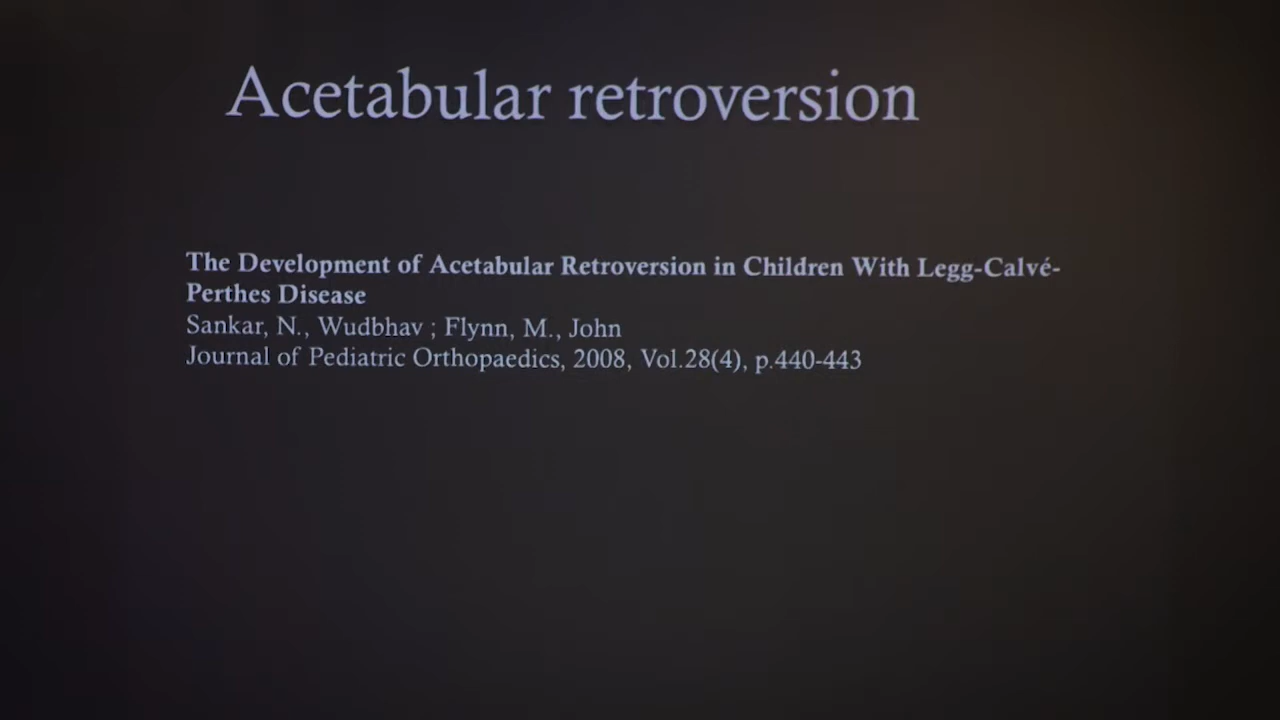 Acetabular retroversion
The Development of Acetabular Retroversion in Children With Legg-Calvé-
Perthes Disease
Sankar, N., Wudbhav ; Flynn, M., John
Journal of Pediatric Orthopaedics, 2008, Vol.28(4), p.440-443